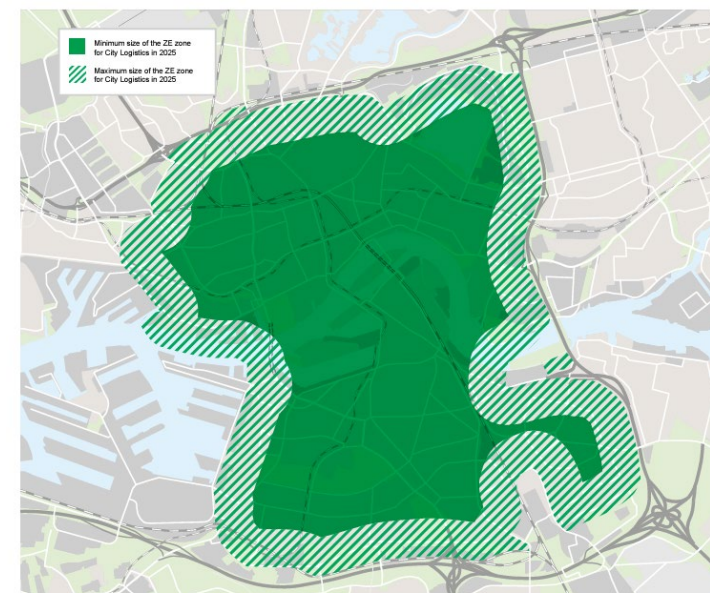 Minimum size of the ZE zone
for City Logistics in 2025
Maximum size of the ZE zone
for City Logistics in 2025